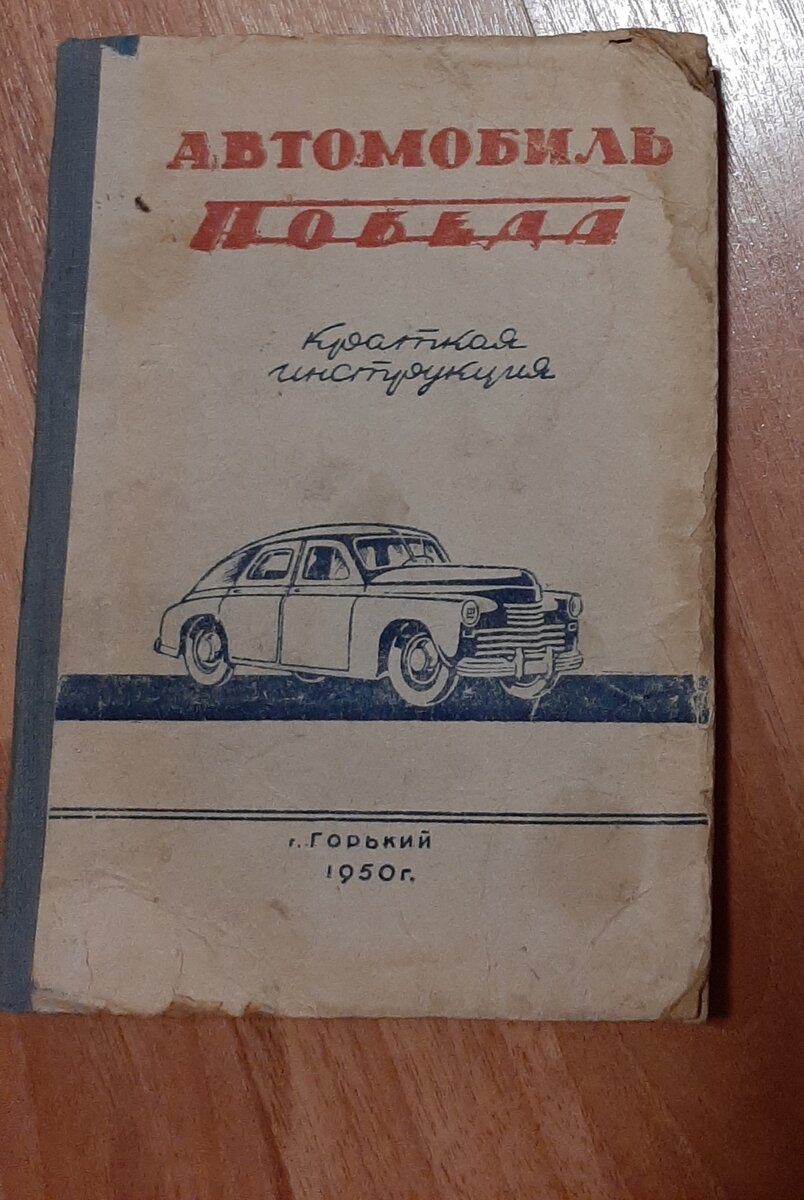 АВТОМОБИЛЬ
ПОБЕДА
Краткая
инструкция
г. ГОРЬКИЙ
1950г.